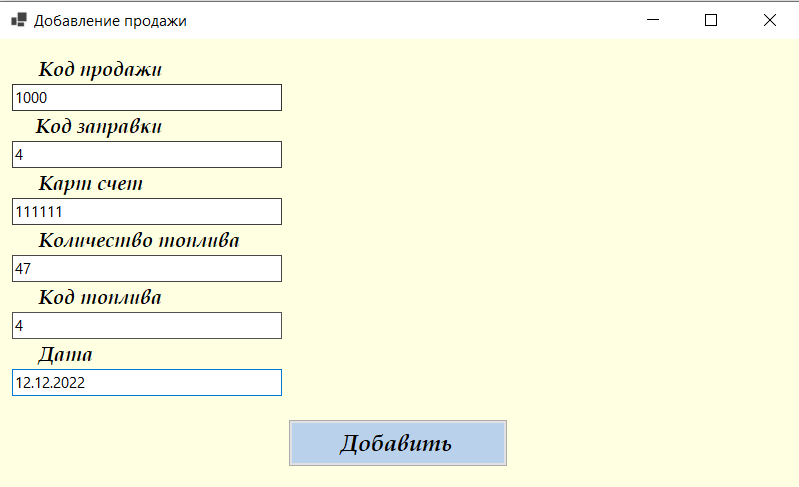 Добавление продажи
Код продажи
1000
Код заправки
4
Карт счет
111111
Количество топлива
47
Код топлива
4
Дата
12.12.2022
Добавить